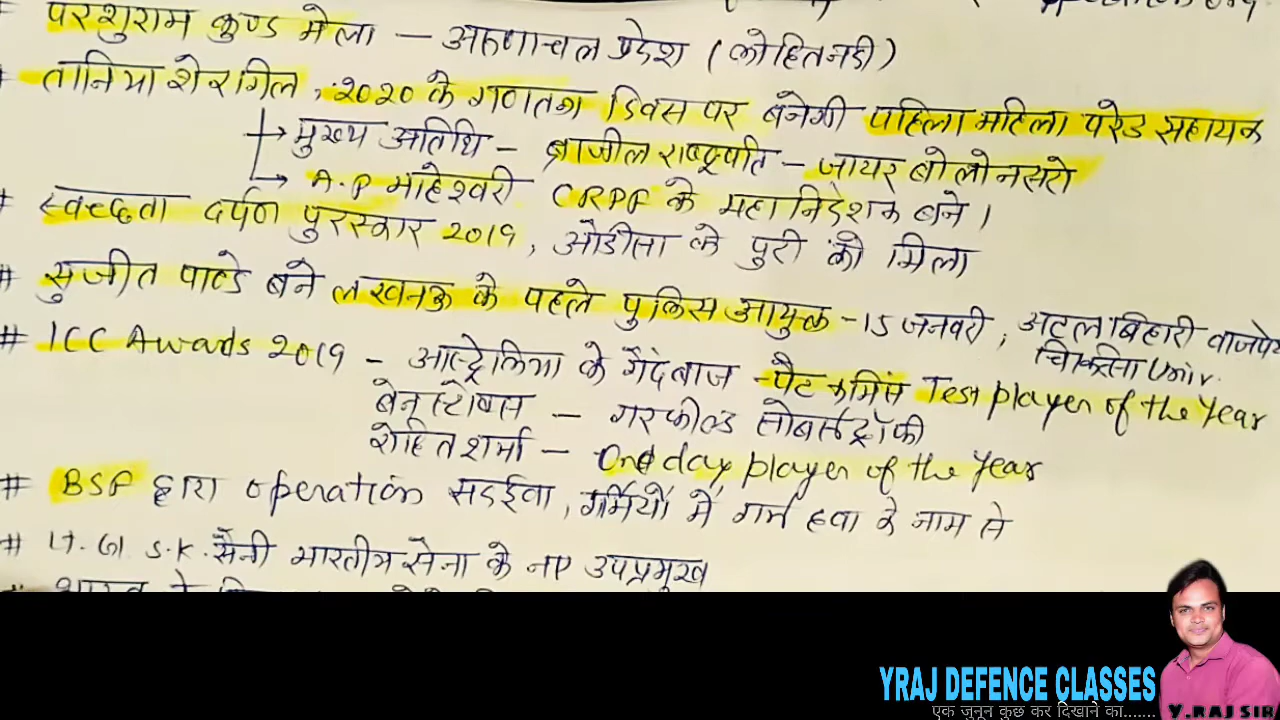 # परशुराम कुण्ड मेला – अरुणाचल प्रदेश (लोहित नदी)
# तानिया शेरगिल, 2020 के गणतंत्र दिवस पर बनेगी पहिला महिला परेड सहायक
→ मुख्य अतिथि – ब्राजील राष्ट्रपति – जायर बोलोनसरो
→ A.P माहेश्वरी CRPF के महानिदेशक बने।
# स्वच्छता दर्पण पुरस्कार 2019, ओडीसा के पुरी को मिला
# सुजीत पाण्डे बने लखनऊ के पहले पुलिस आयुक्त – 15 जनवरी, अटल बिहारी वाजपे
चिकित्सा Univ.
# ICC Awards 2019 – आस्ट्रेलिया के गेंदबाज – पैट कमिंस Test player of the Year
बेन स्टोक्स – गारफील्ड सोबर्स ट्रॉफी
रोहित शर्मा – One day player of the Year
# BSF द्वारा operation सर्द हवा, गर्मियों में गर्म हवा के नाम से
# ले. ज. S.K. सैनी भारतीय सेना के नए उपप्रमुख
YRAJ DEFENCE CLASSES
एक जुनून कुछ कर दिखाने का.......
Y.RAJ SIR